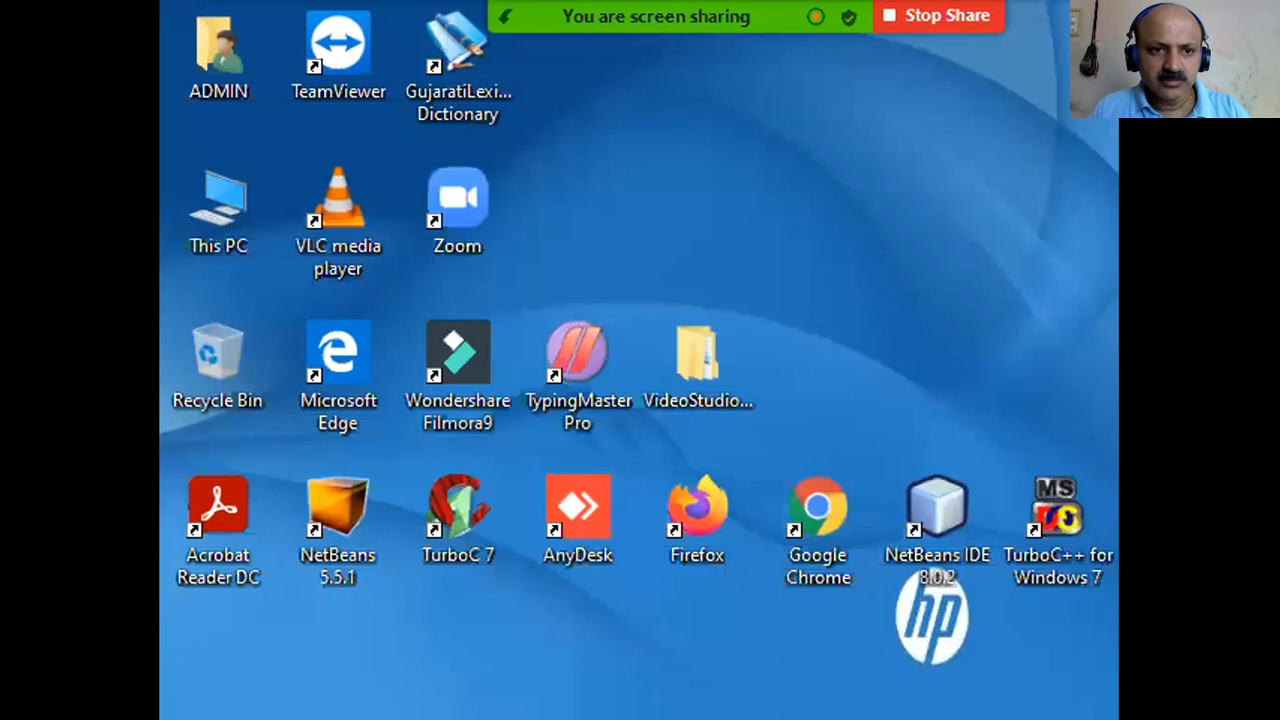 You are screen sharing
Stop Share
ADMIN
TeamViewer
GujaratiLexi...
Dictionary
This PC
VLC media
player
Zoom
Recycle Bin
Microsoft
Edge
Wondershare
Filmora9
TypingMaster
Pro
VideoStudio...
Acrobat
Reader DC
NetBeans
5.5.1
TurboC 7
AnyDesk
Firefox
Google
Chrome
NetBeans IDE
8.0.2
MS
TurboC++ for
Windows 7
hp